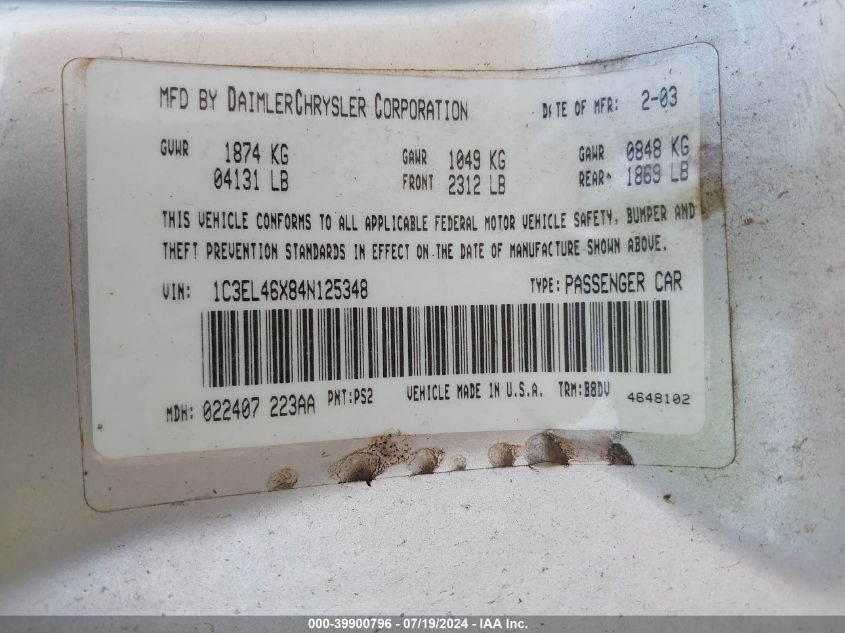 MFD BY DAIMLERCHRYSLER CORPORATION DATE OF MFR: 2-03
GVWR 1874 KG GAWR 1049 KG GAWR 0848 KG
04131 LB FRONT 2312 LB REAR 1869 LB
THIS VEHICLE CONFORMS TO ALL APPLICABLE FEDERAL MOTOR VEHICLE SAFETY, BUMPER AND
THEFT PREVENTION STANDARDS IN EFFECT ON THE DATE OF MANUFACTURE SHOWN ABOVE.
VIN: 1C3EL46X84N125348 TYPE: PASSENGER CAR
MDH: 022407 223AA PNT:PS2 VEHICLE MADE IN U.S.A. TRM:B8DV 4648102
000-39900796 - 07/19/2024 - IAA Inc.